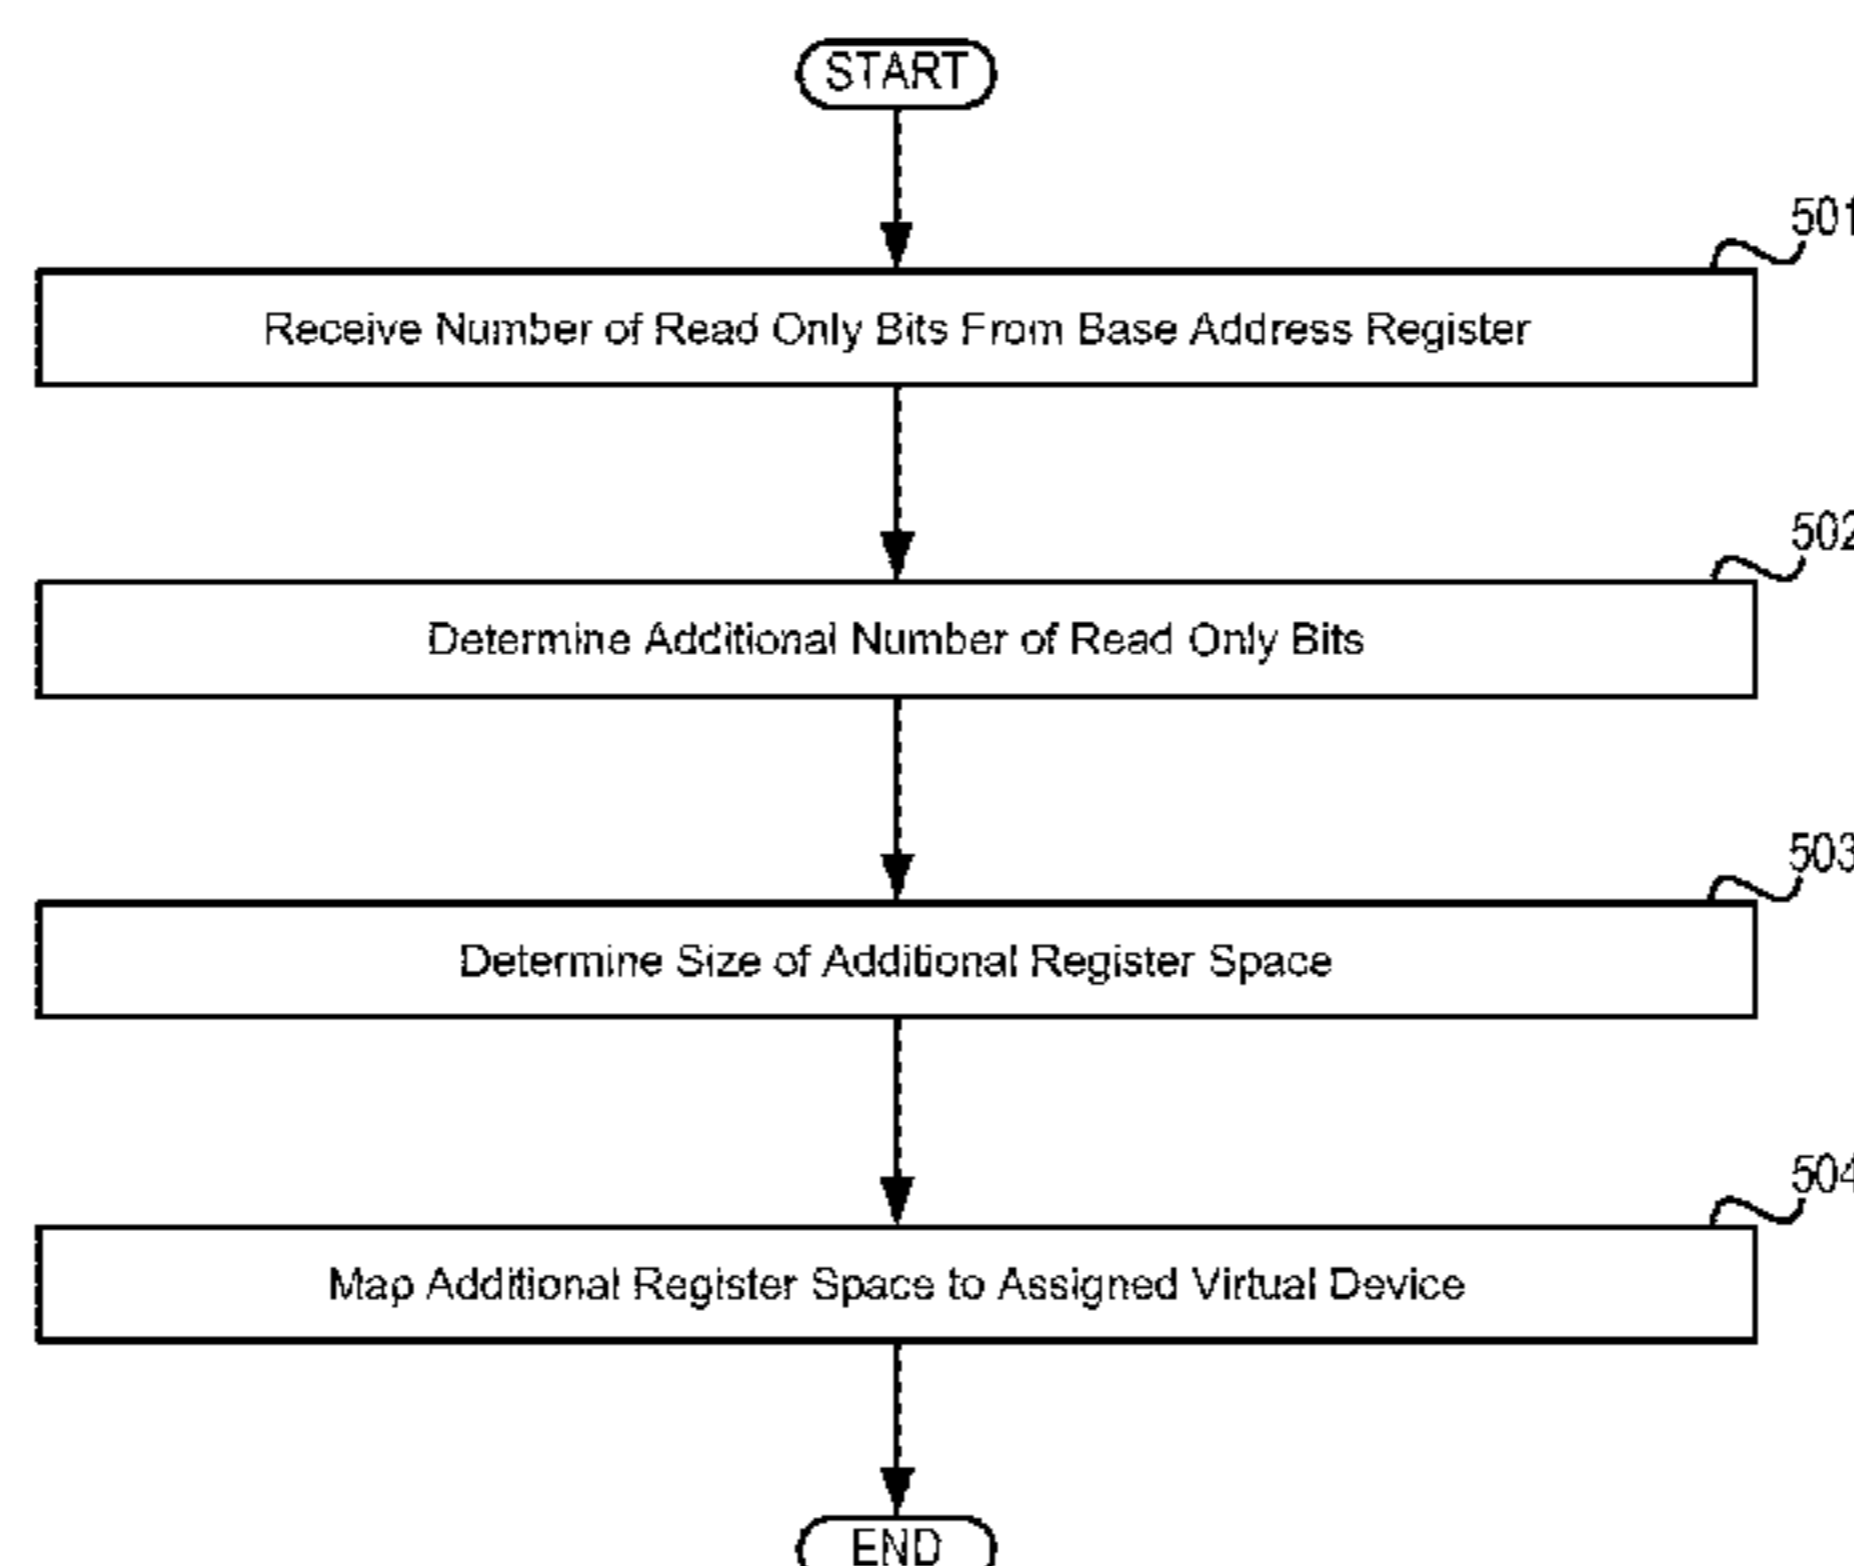 START
501
Receive Number of Read Only Bits From Base Address Register
502
Determine Additional Number of Read Only Bits
503
Determine Size of Additional Register Space
504
Map Additional Register Space to Assigned Virtual Device
END